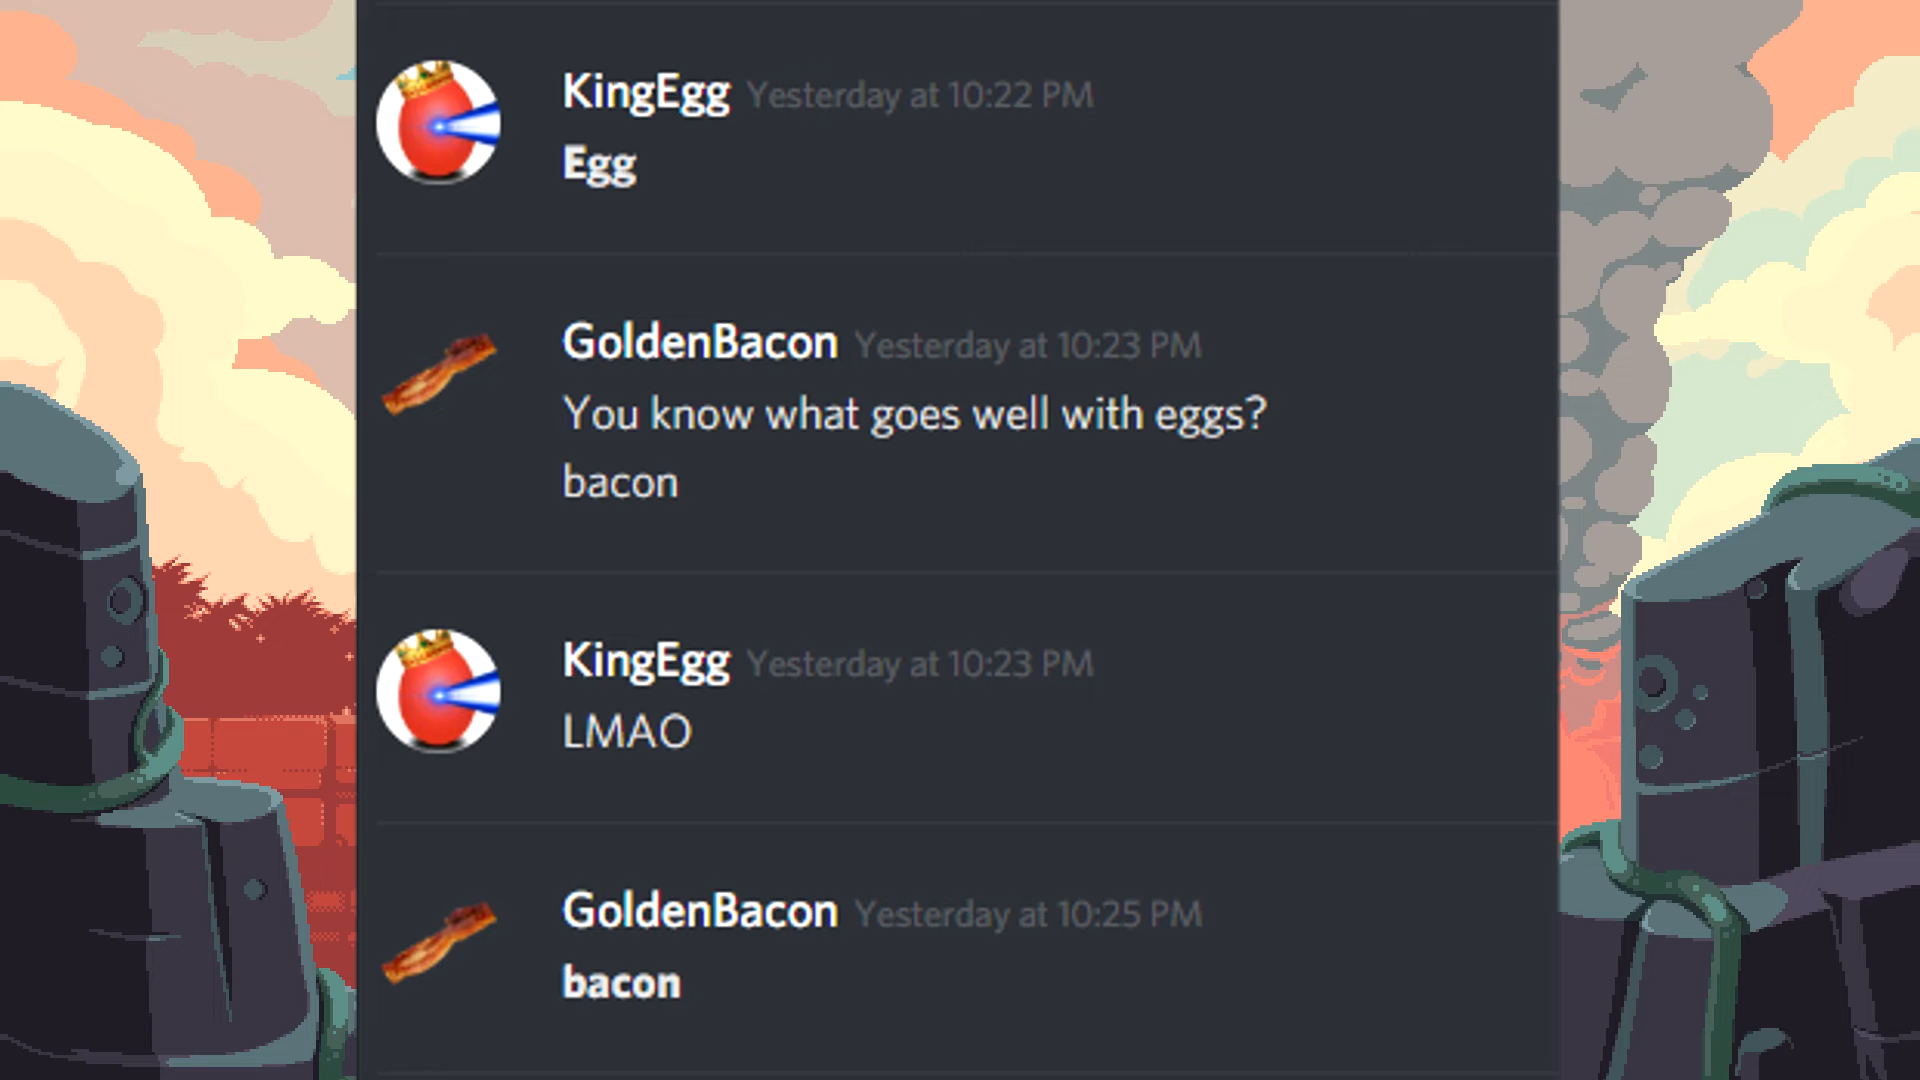 KingEgg Yesterday at 10:22 PM
Egg
GoldenBacon Yesterday at 10:23 PM
You know what goes well with eggs?
bacon
KingEgg Yesterday at 10:23 PM
LMAO
GoldenBacon Yesterday at 10:25 PM
bacon